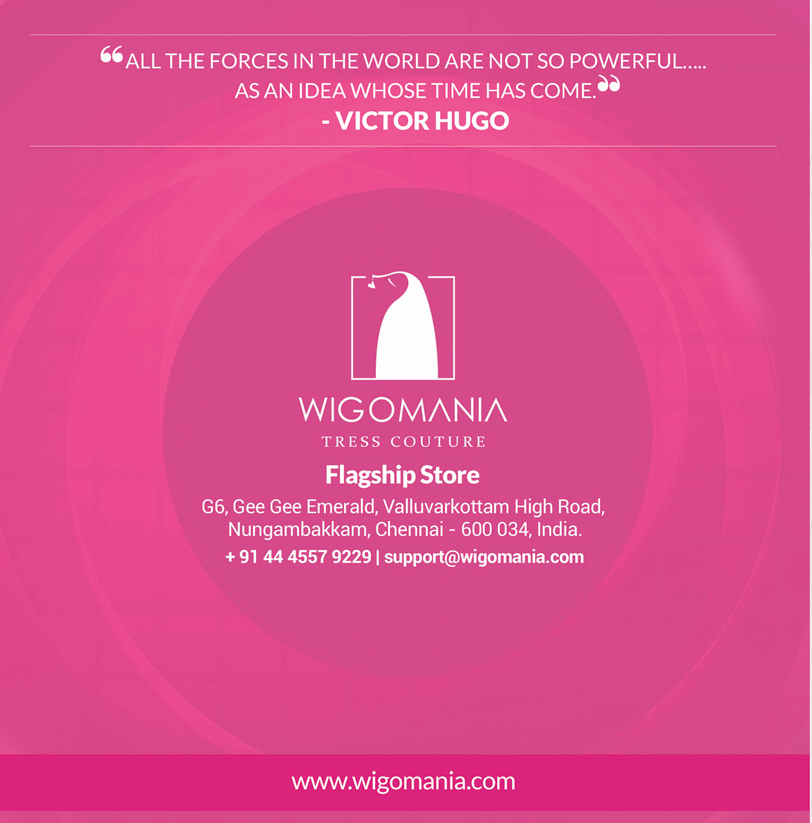 “ALL THE FORCES IN THE WORLD ARE NOT SO POWERFUL.....
AS AN IDEA WHOSE TIME HAS COME.”
- VICTOR HUGO
WIGOMANIA
TRESS COUTURE
Flagship Store
G6, Gee Gee Emerald, Valluvarkottam High Road,
Nungambakkam, Chennai - 600 034, India.
+ 91 44 4557 9229 | support@wigomania.com
www.wigomania.com